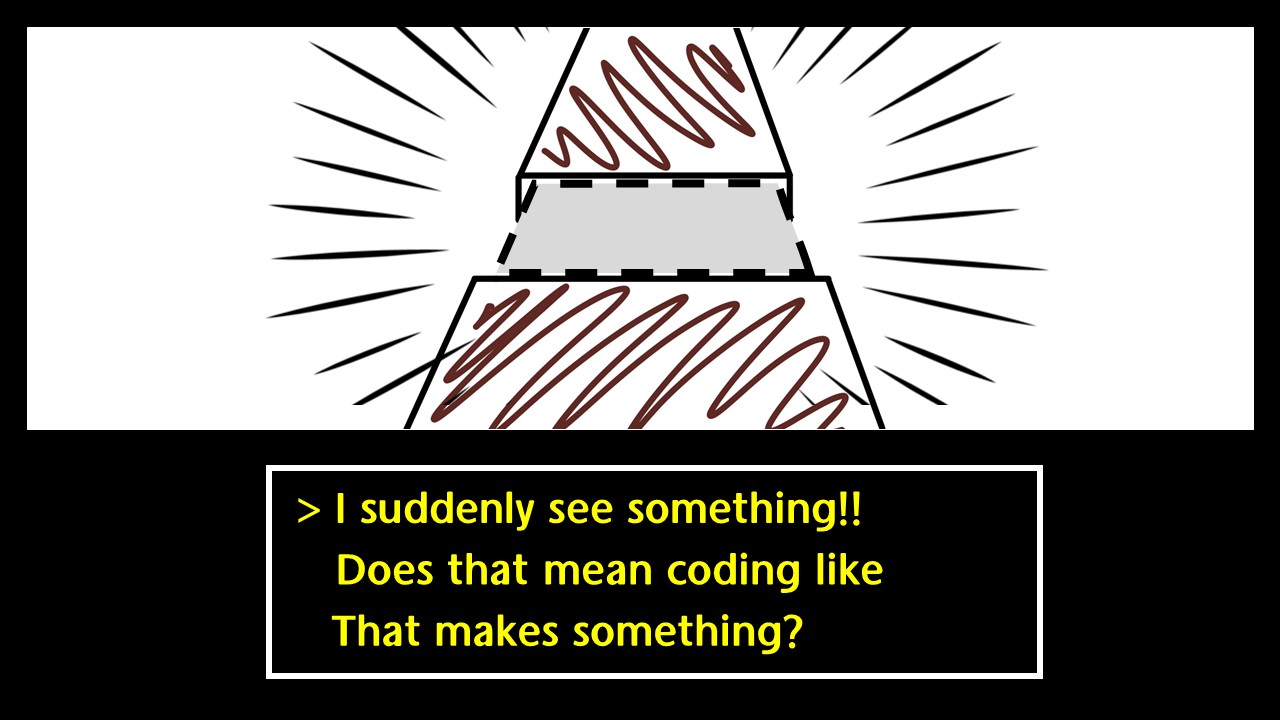 > I suddenly see something!!
Does that mean coding like
That makes something?